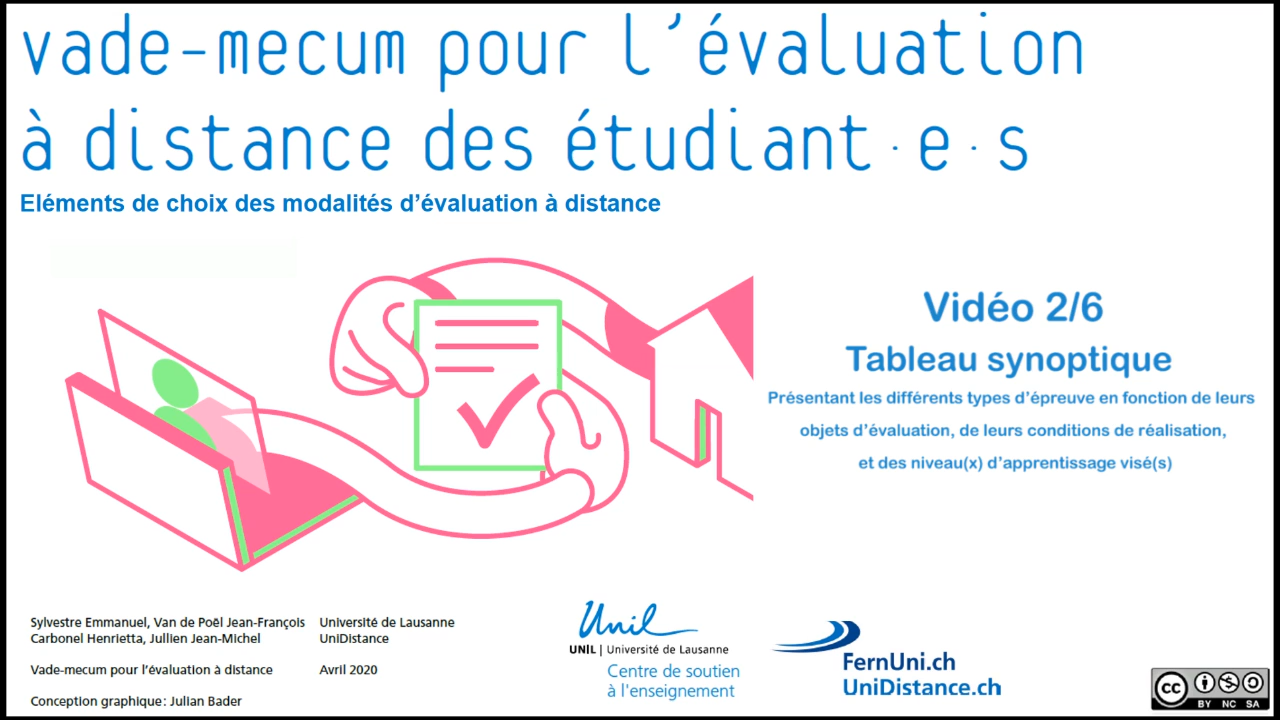 vade-mecum pour l'évaluation
à distance des étudiant·e·s
Eléments de choix des modalités d'évaluation à distance
Vidéo 2/6
Tableau synoptique
Présentant les différents types d'épreuve en fonction de leurs
objets d'évaluation, de leurs conditions de réalisation,
et des niveau(x) d'apprentissage visé(s)
Sylvestre Emmanuel, Van de Poël Jean-François
Carbonel Henrietta, Jullien Jean-Michel
Université de Lausanne
UniDistance
Vade-mecum pour l'évaluation à distance
Avril 2020
Conception graphique: Julian Bader
Unil
UNIL | Université de Lausanne
Centre de soutien
à l'enseignement
FernUni.ch
UniDistance.ch
cc
BY NC SA